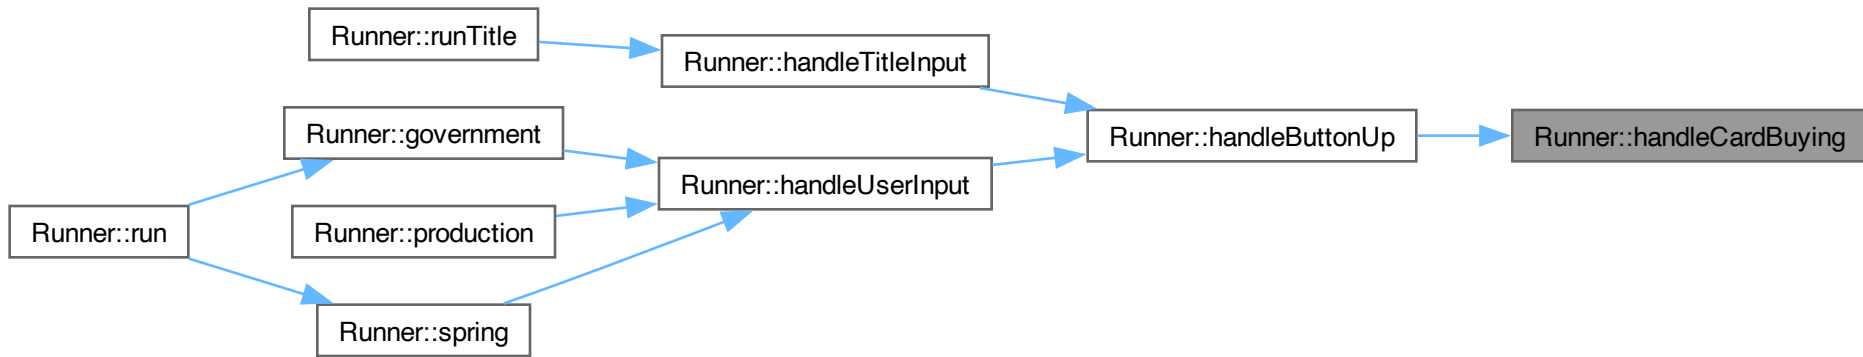 Runner::runTitle
Runner::handleTitleInput
Runner::government
Runner::handleButtonUp
Runner::handleCardBuying
Runner::handleUserInput
Runner::run
Runner::production
Runner::spring